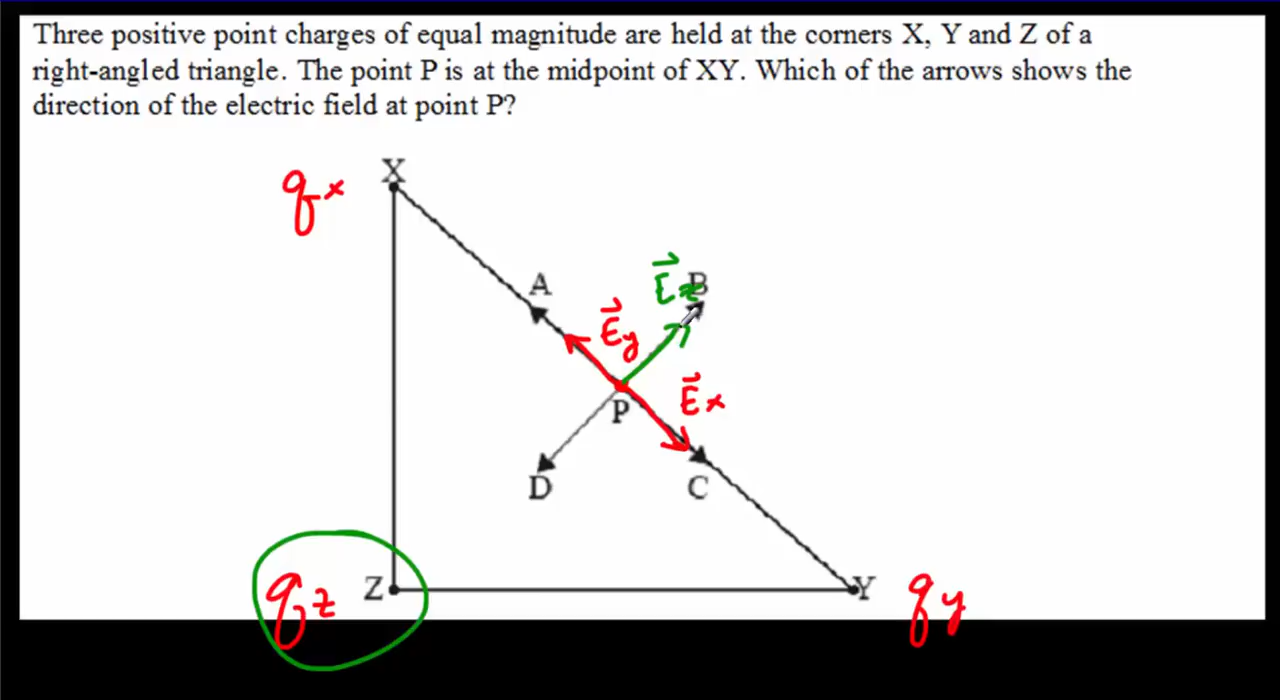 Three positive point charges of equal magnitude are held at the corners X, Y and Z of a
right-angled triangle. The point P is at the midpoint of XY. Which of the arrows shows the
direction of the electric field at point P?
X
qx
A
B
Ez
Ey
Ex
P
D
C
Z
qz
Y
qy